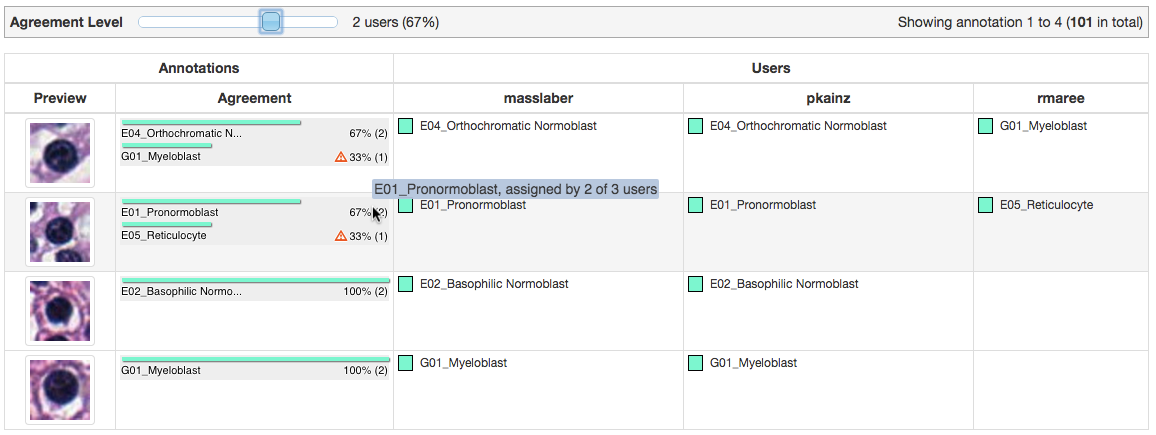 Agreement Level 2 users (67%) Showing annotation 1 to 4 (101 in total)
Annotations Users
Preview Agreement masslaber pkainz rmaree
E04_Orthochromatic N... 67% (2) E04_Orthochromatic Normoblast E04_Orthochromatic Normoblast G01_Myeloblast
G01_Myeloblast 33% (1)
E01_Pronormoblast, assigned by 2 of 3 users
E01_Pronormoblast 67% (2) E01_Pronormoblast E01_Pronormoblast E05_Reticulocyte
E05_Reticulocyte 33% (1)
E02_Basophilic Normo... 100% (2) E02_Basophilic Normoblast E02_Basophilic Normoblast
G01_Myeloblast 100% (2) G01_Myeloblast G01_Myeloblast